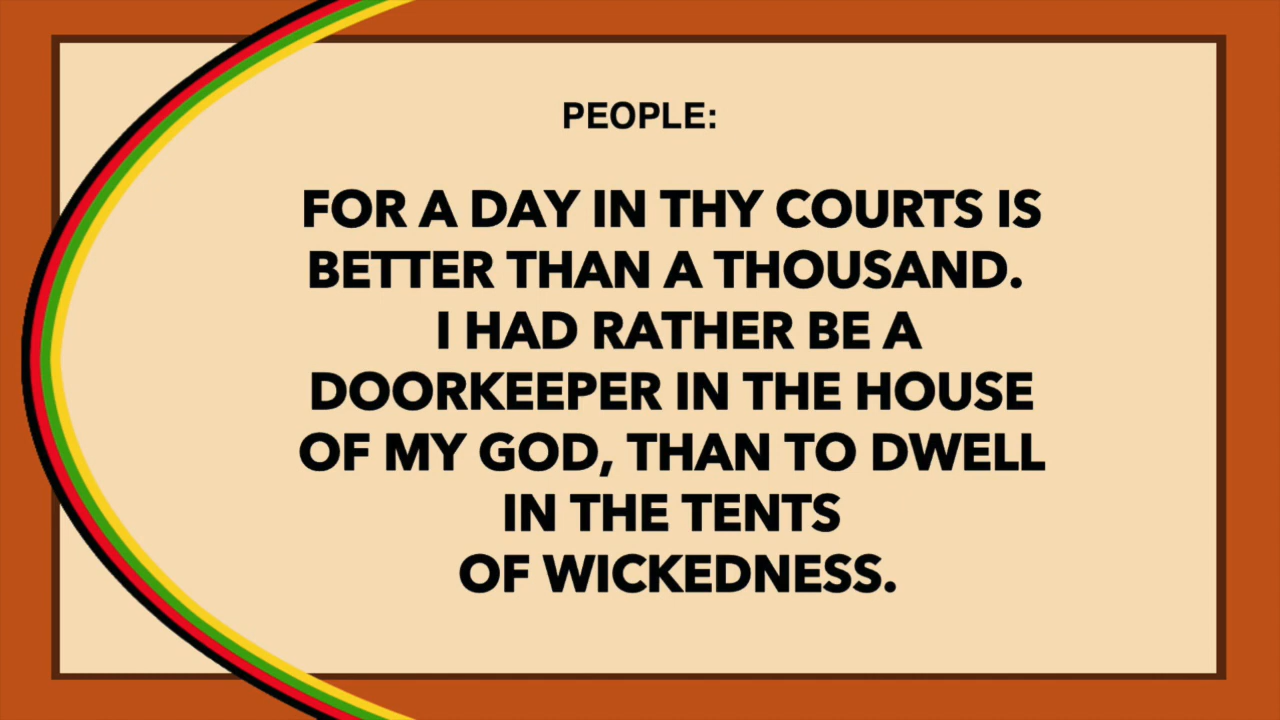 PEOPLE:
FOR A DAY IN THY COURTS IS
BETTER THAN A THOUSAND.
I HAD RATHER BE A
DOORKEEPER IN THE HOUSE
OF MY GOD, THAN TO DWELL
IN THE TENTS
OF WICKEDNESS.